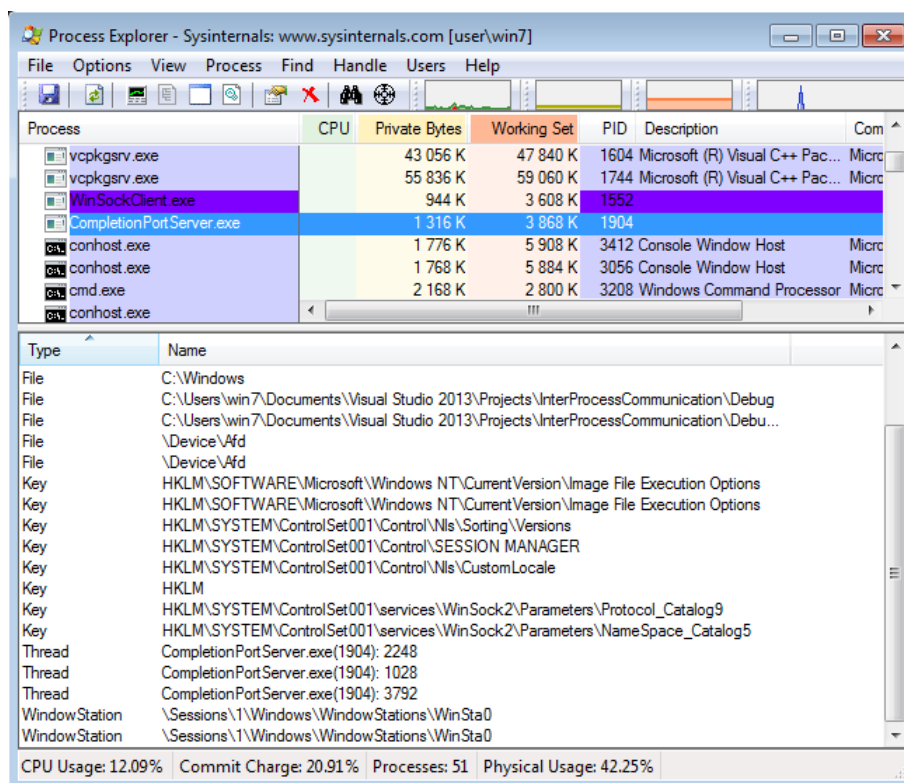 Process Explorer - Sysinternals: www.sysinternals.com [user\win7]
File Options View Process Find Handle Users Help
Process CPU Private Bytes Working Set PID Description Com
vcpkgsrv.exe 43 056 K 47 840 K 1604 Microsoft (R) Visual C++ Pac... Micro
vcpkgsrv.exe 55 836 K 59 060 K 1744 Microsoft (R) Visual C++ Pac... Micro
WinSockClient.exe 944 K 3 608 K 1552
CompletionPortServer.exe 1 316 K 3 868 K 1904
conhost.exe 1 776 K 5 908 K 3412 Console Window Host Micro
conhost.exe 1 768 K 5 884 K 3056 Console Window Host Micro
cmd.exe 2 168 K 2 800 K 3208 Windows Command Processor Micro
conhost.exe
Type Name
File C:\Windows
File C:\Users\win7\Documents\Visual Studio 2013\Projects\InterProcessCommunication\Debug
File C:\Users\win7\Documents\Visual Studio 2013\Projects\InterProcessCommunication\Debu...
File \Device\Afd
File \Device\Afd
Key HKLM\SOFTWARE\Microsoft\Windows NT\CurrentVersion\Image File Execution Options
Key HKLM\SOFTWARE\Microsoft\Windows NT\CurrentVersion\Image File Execution Options
Key HKLM\SYSTEM\ControlSet001\Control\Nls\Sorting\Versions
Key HKLM\SYSTEM\ControlSet001\Control\SESSION MANAGER
Key HKLM\SYSTEM\ControlSet001\Control\Nls\CustomLocale
Key HKLM
Key HKLM\SYSTEM\ControlSet001\services\WinSock2\Parameters\Protocol_Catalog9
Key HKLM\SYSTEM\ControlSet001\services\WinSock2\Parameters\NameSpace_Catalog5
Thread CompletionPortServer.exe(1904): 2248
Thread CompletionPortServer.exe(1904): 1028
Thread CompletionPortServer.exe(1904): 3792
WindowStation \Sessions\1\Windows\WindowStations\WinSta0
WindowStation \Sessions\1\Windows\WindowStations\WinSta0
CPU Usage: 12.09% Commit Charge: 20.91% Processes: 51 Physical Usage: 42.25%